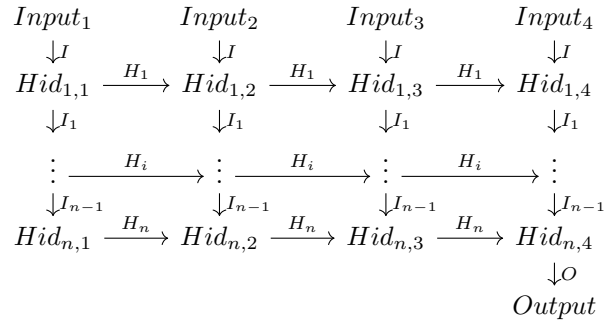 Input₁ Input₂ Input₃ Input₄
I I I I
Hid₁,₁ H₁ Hid₁,₂ H₁ Hid₁,₃ H₁ Hid₁,₄
I₁ I₁ I₁ I₁
⋮ Hᵢ ⋮ Hᵢ ⋮ Hᵢ ⋮
Iₙ₋₁ Iₙ₋₁ Iₙ₋₁ Iₙ₋₁
Hidₙ,₁ Hₙ Hidₙ,₂ Hₙ Hidₙ,₃ Hₙ Hidₙ,₄
O
Output